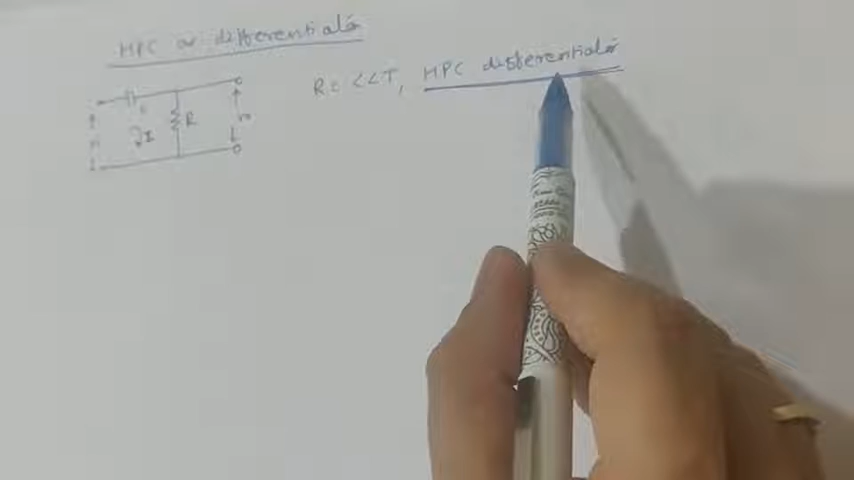 HPC as differentiator
RC <<T, HPC differentiator
C
I R